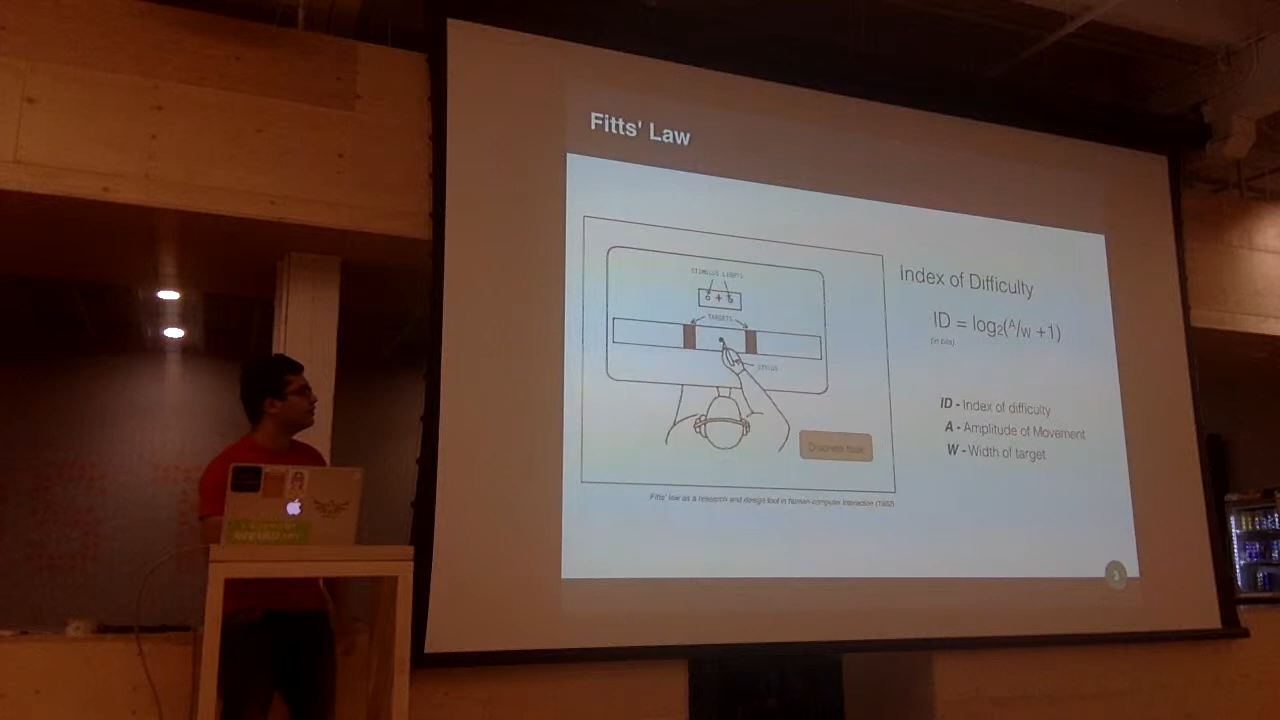 Fitts' Law
STIMULUS LIGHTS
TARGETS
STYLUS
Discrete task
Fitts' law as a research and design tool in human-computer interaction (1992)
Index of Difficulty
ID = log2(A/w +1)
(in bits)
ID - Index of difficulty
A - Amplitude of Movement
W - Width of target
3